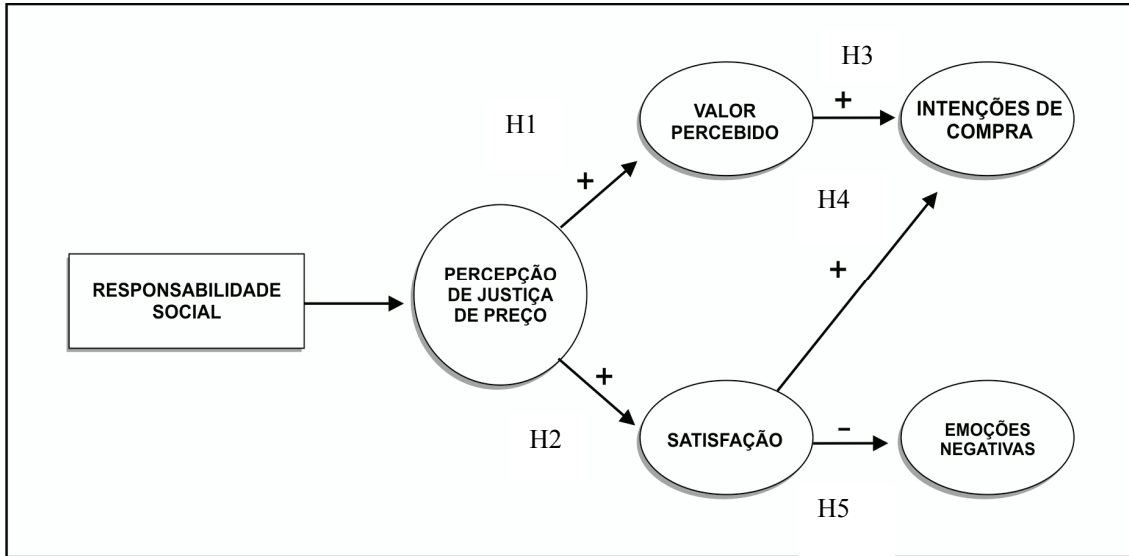 H3
VALOR
PERCEBIDO
+
INTENÇÕES DE
COMPRA
H1
+
H4
RESPONSABILIDADE
SOCIAL
PERCEPÇÃO
DE JUSTIÇA
DE PREÇO
+
+
H2
SATISFAÇÃO
–
EMOÇÕES
NEGATIVAS
H5